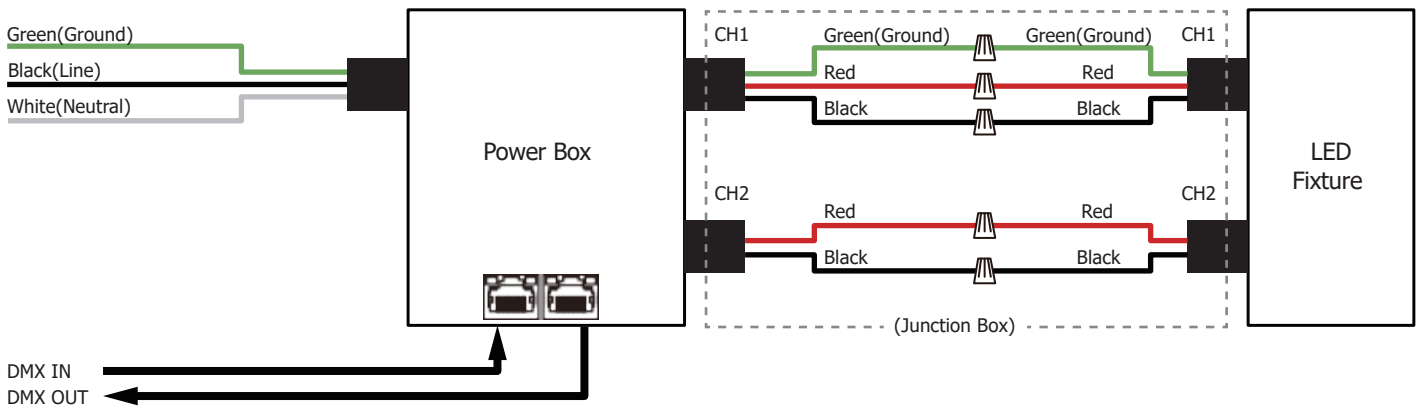 Green(Ground)
Black(Line)
White(Neutral)
Power Box
CH1
Green(Ground)
Green(Ground)
CH1
Red
Red
Black
Black
CH2
CH2
Red
Red
Black
Black
(Junction Box)
LED
Fixture
DMX IN
DMX OUT